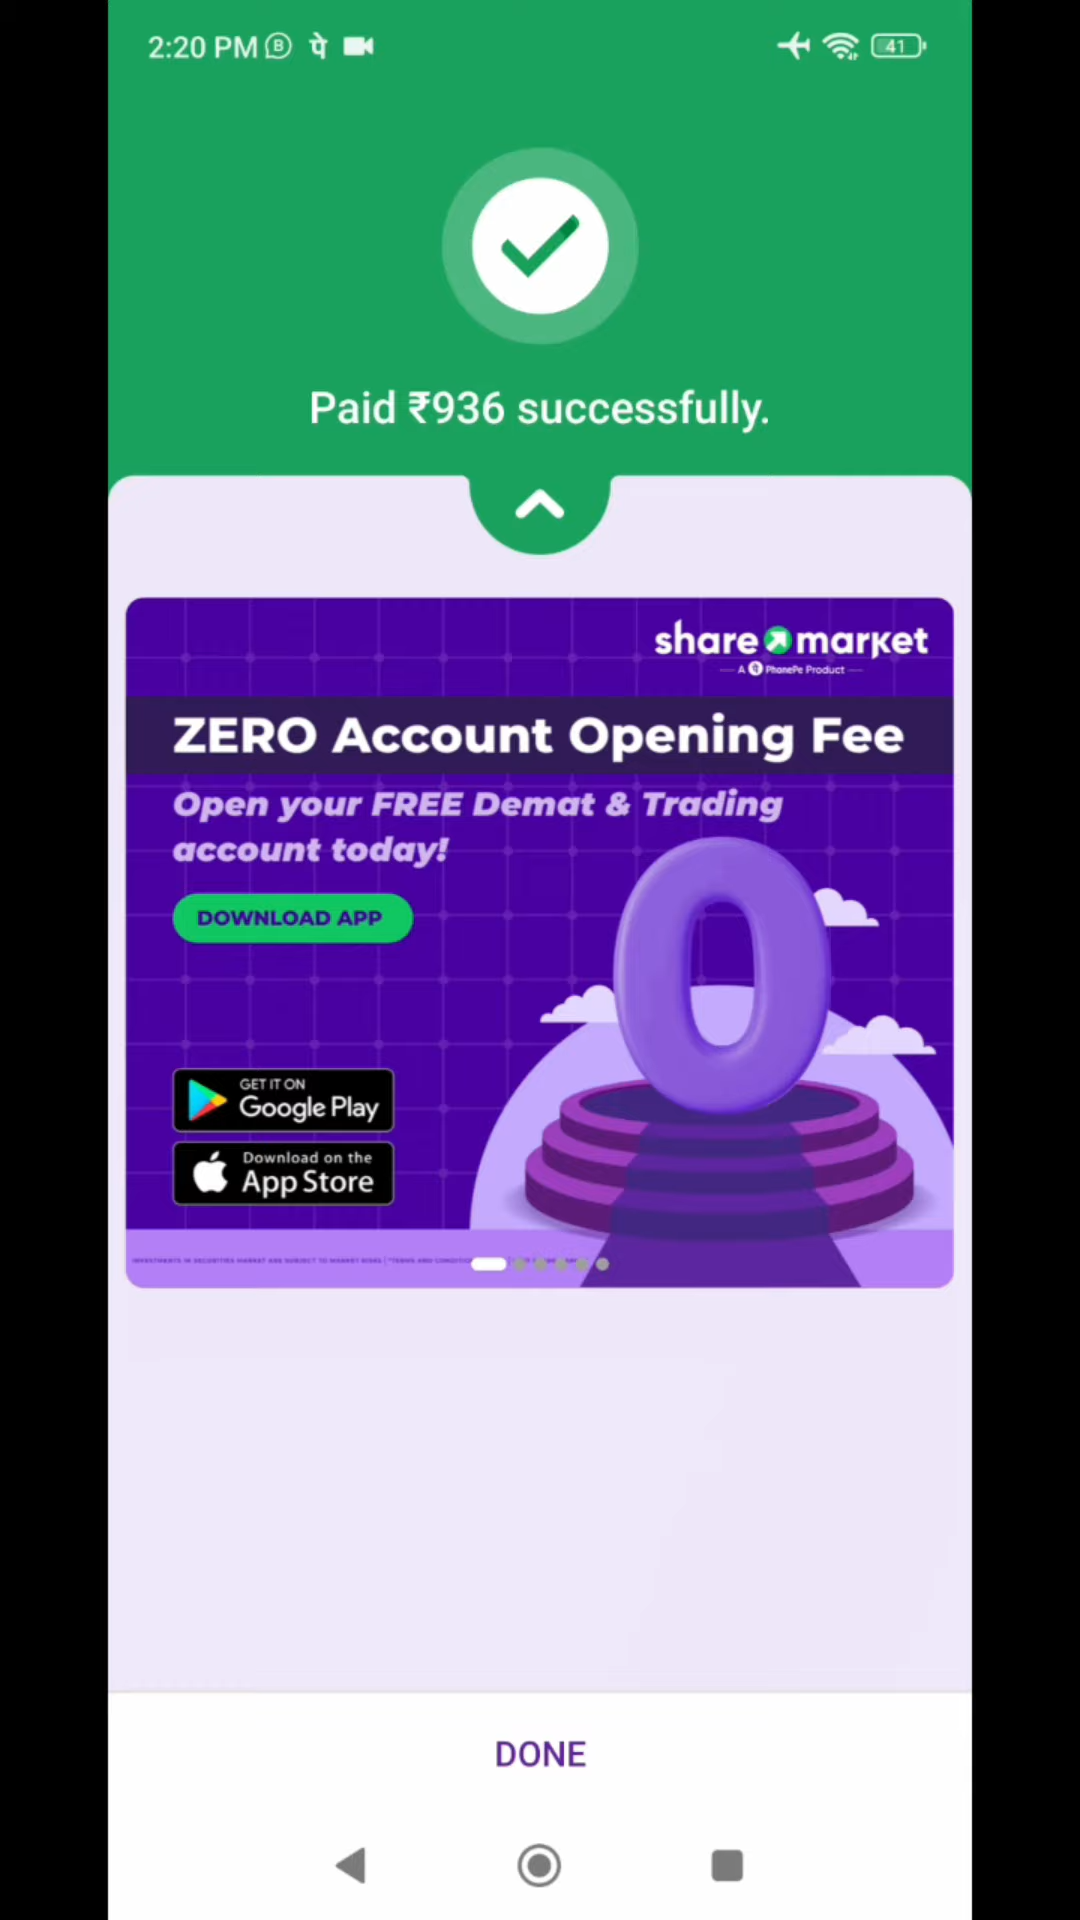 2:20 PM
41
Paid ₹936 successfully.
share market
A PhonePe Product
ZERO Account Opening Fee
Open your FREE Demat & Trading
account today!
DOWNLOAD APP
GET IT ON
Google Play
Download on the
App Store
DONE